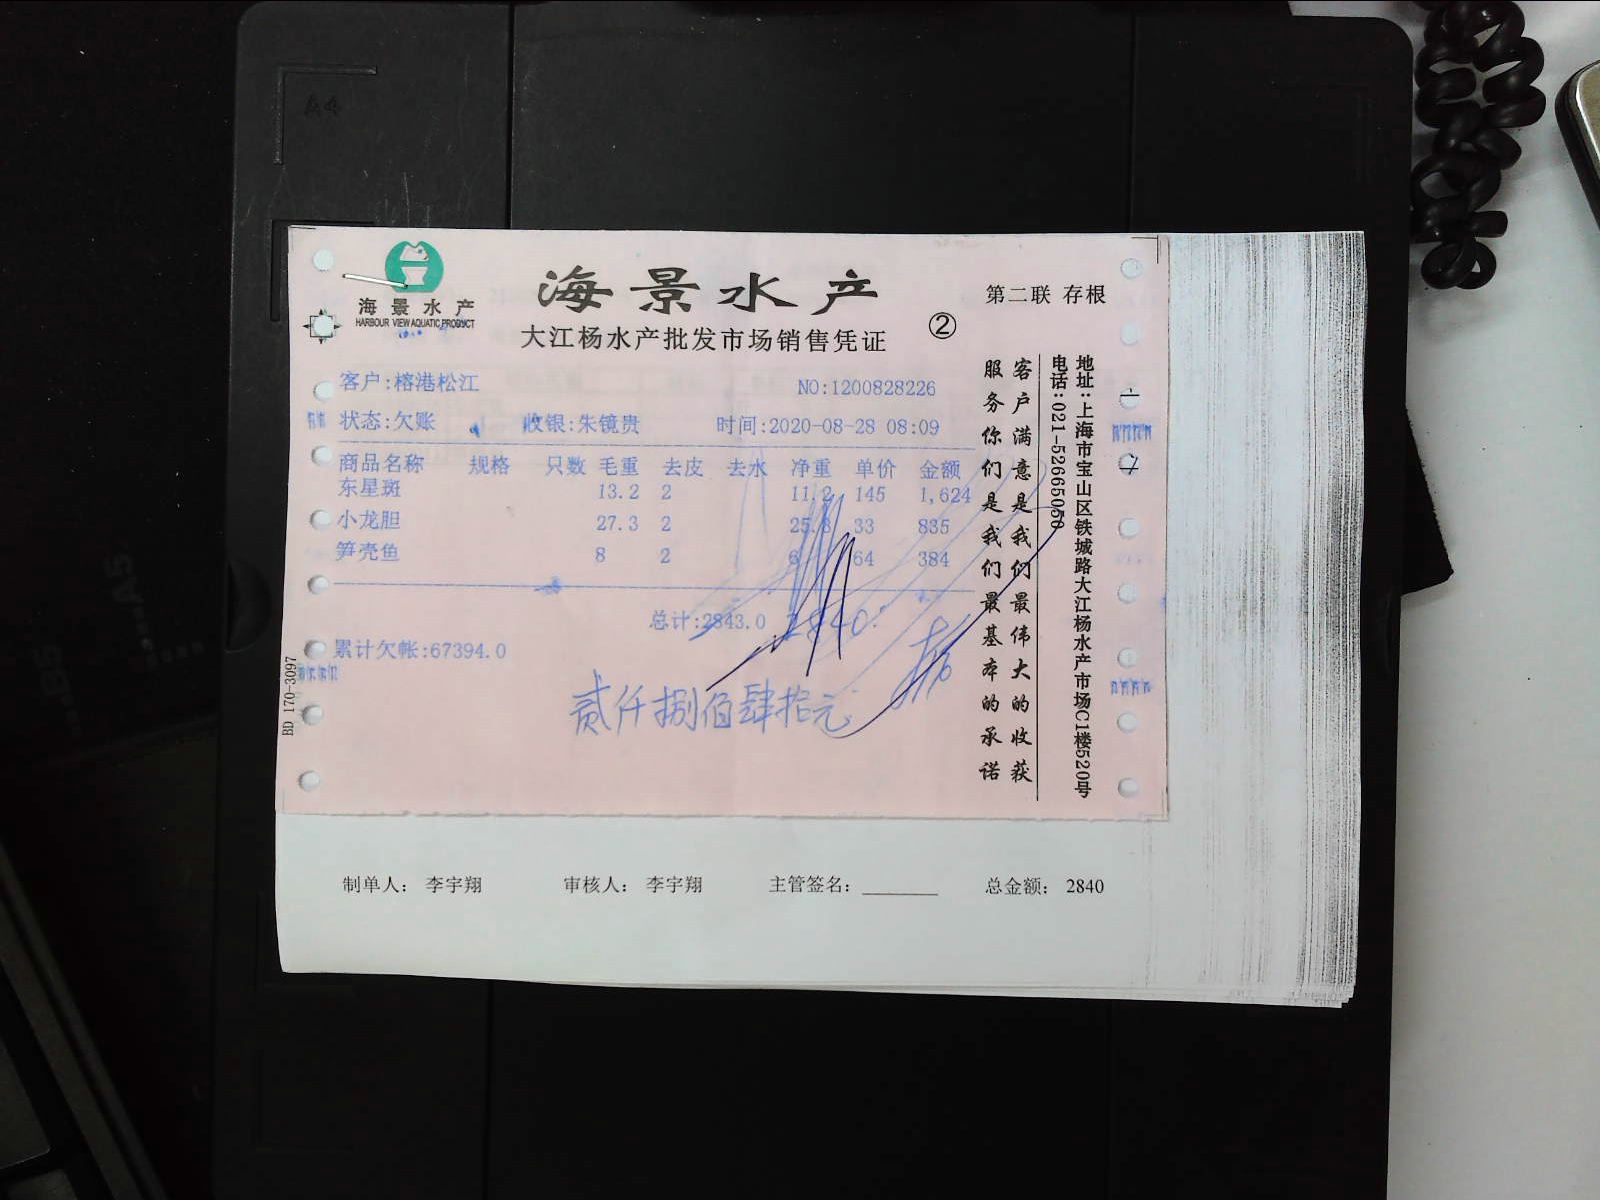 海景水产
HARBOUR VIEW AQUATIC PRODUCT
海景水产
大江杨水产批发市场销售凭证
②
第二联 存根
客户:榕港松江 NO:1200828226
状态:欠账 收银:朱镜贵 时间:2020-08-28 08:09
商品名称 规格 只数 毛重 去皮 去水 净重 单价 金额
东星斑 13.2 2 11.2 145 1,624
小龙胆 27.3 2 25.3 33 835
笋壳鱼 8 2 6 64 384
总计:2843.0 2840.
累计欠帐:67394.0
贰仟捌佰肆拾元
客户满意是我们最伟大的收获
服务你们是我们最基本的承诺
地址:上海市宝山区铁城路大江杨水产市场C1楼520号
电话:021-52665059
BD 170-3097
制单人: 李宇翔 审核人: 李宇翔 主管签名: 总金额: 2840
A4
A5
B5